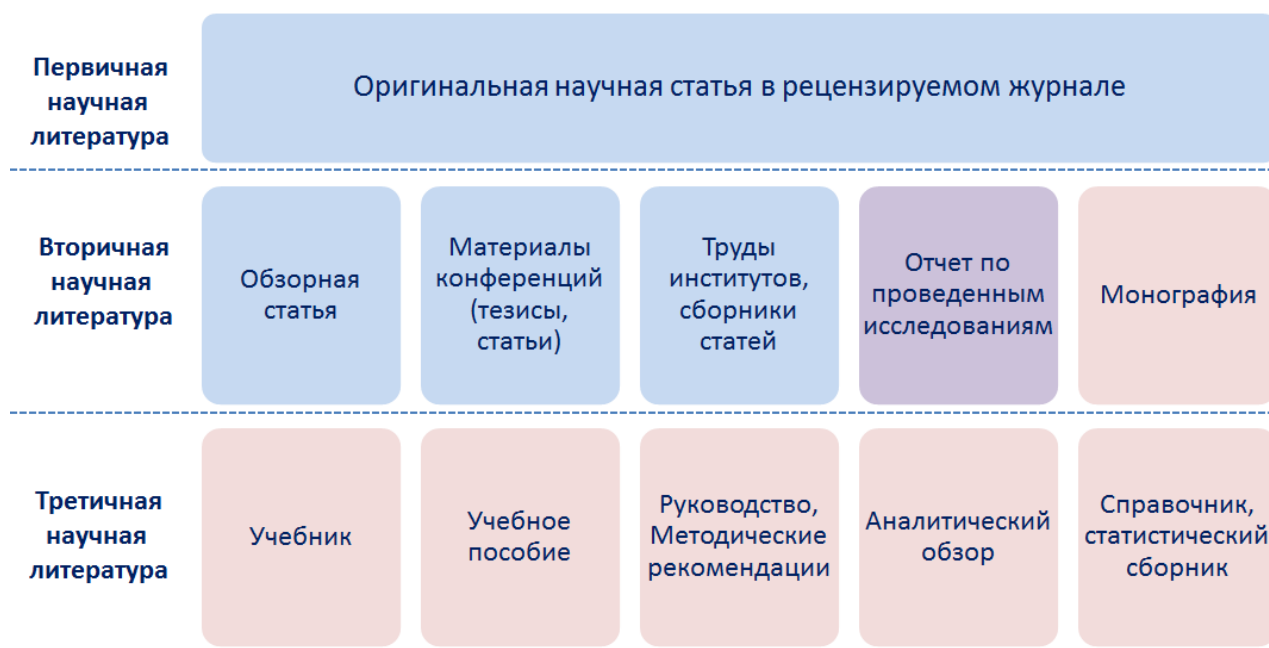 Первичная
научная
литература
Оригинальная научная статья в рецензируемом журнале
Вторичная
научная
литература
Обзорная
статья
Материалы
конференций
(тезисы,
статьи)
Труды
институтов,
сборники
статей
Отчет по
проведенным
исследованиям
Монография
Третичная
научная
литература
Учебник
Учебное
пособие
Руководство,
Методические
рекомендации
Аналитический
обзор
Справочник,
статистический
сборник